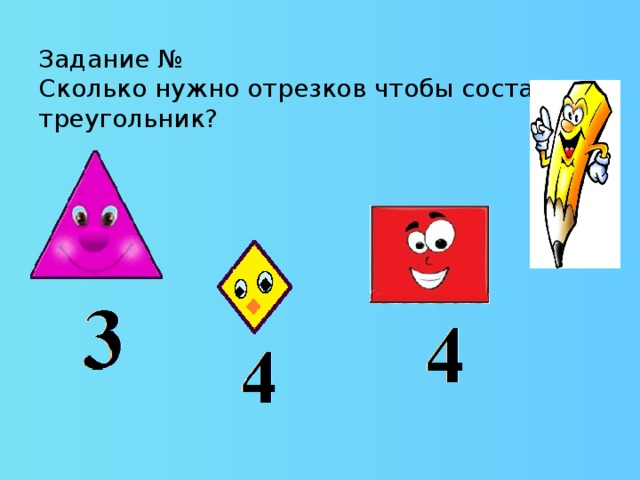 Задание №
Сколько нужно отрезков чтобы соста
треугольник?
3
4
4